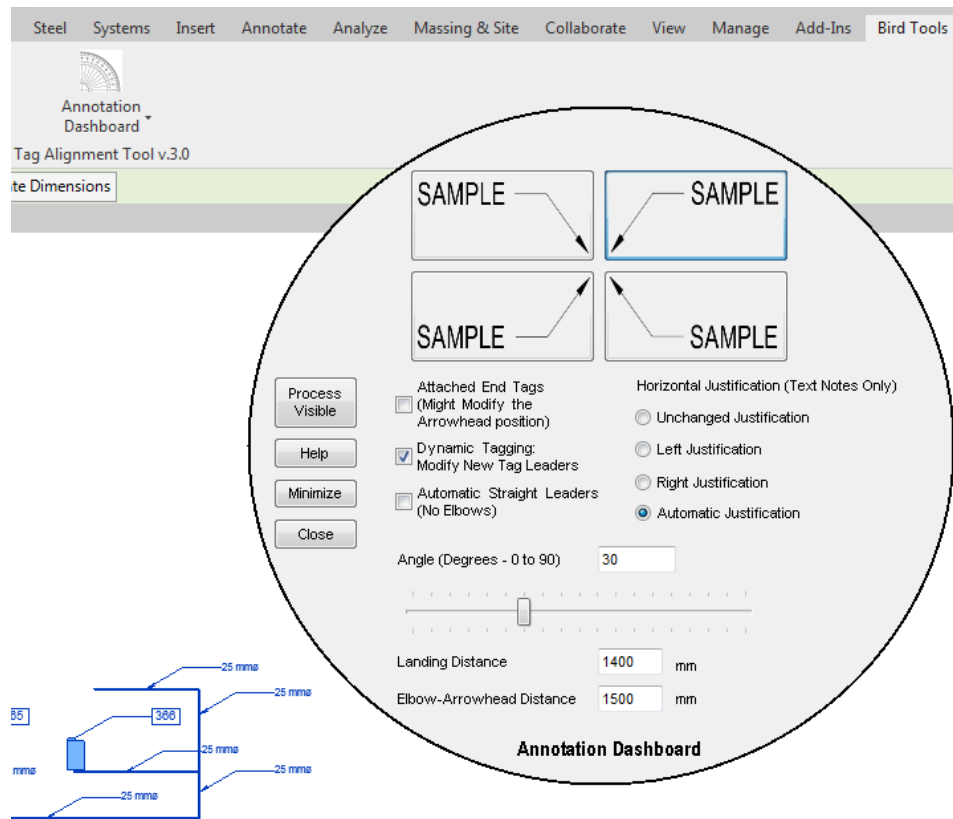 Steel Systems Insert Annotate Analyze Massing & Site Collaborate View Manage Add-Ins Bird Tools
Annotation
Dashboard
Tag Alignment Tool v.3.0
te Dimensions
SAMPLE
SAMPLE
SAMPLE
SAMPLE
Process
Visible
Help
Minimize
Close
Attached End Tags
(Might Modify the
Arrowhead position)
Dynamic Tagging:
Modify New Tag Leaders
Automatic Straight Leaders
(No Elbows)
Horizontal Justification (Text Notes Only)
Unchanged Justification
Left Justification
Right Justification
Automatic Justification
Angle (Degrees - 0 to 90) 30
Landing Distance 1400 mm
Elbow-Arrowhead Distance 1500 mm
Annotation Dashboard
25 mmø
25 mmø
65
366
25 mmø
mmø
25 mmø
25 mmø